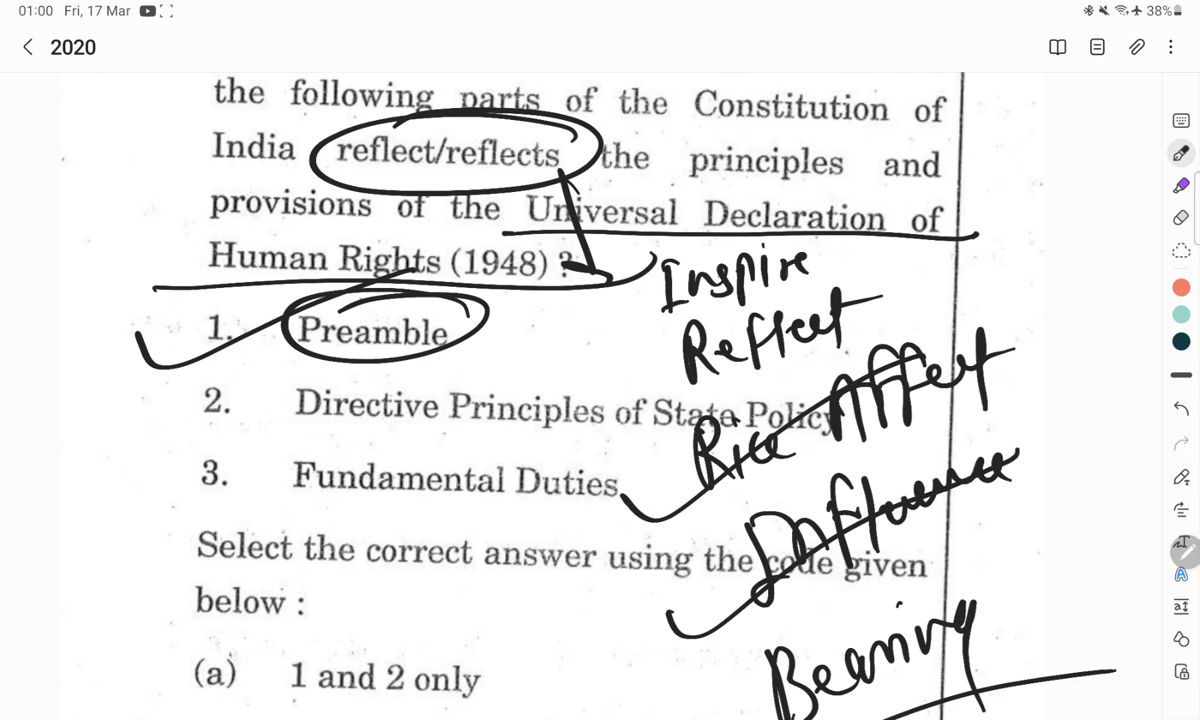 01:00 Fri, 17 Mar
38%
2020
the following parts of the Constitution of
India reflect/reflects the principles and
provisions of the Universal Declaration of
Human Rights (1948) ?
Inspire
1. Preamble
Reflect
Affect
2. Directive Principles of State Policy
Rice
3. Fundamental Duties
Influence
Select the correct answer using the code given
below :
Bearing
(a) 1 and 2 only